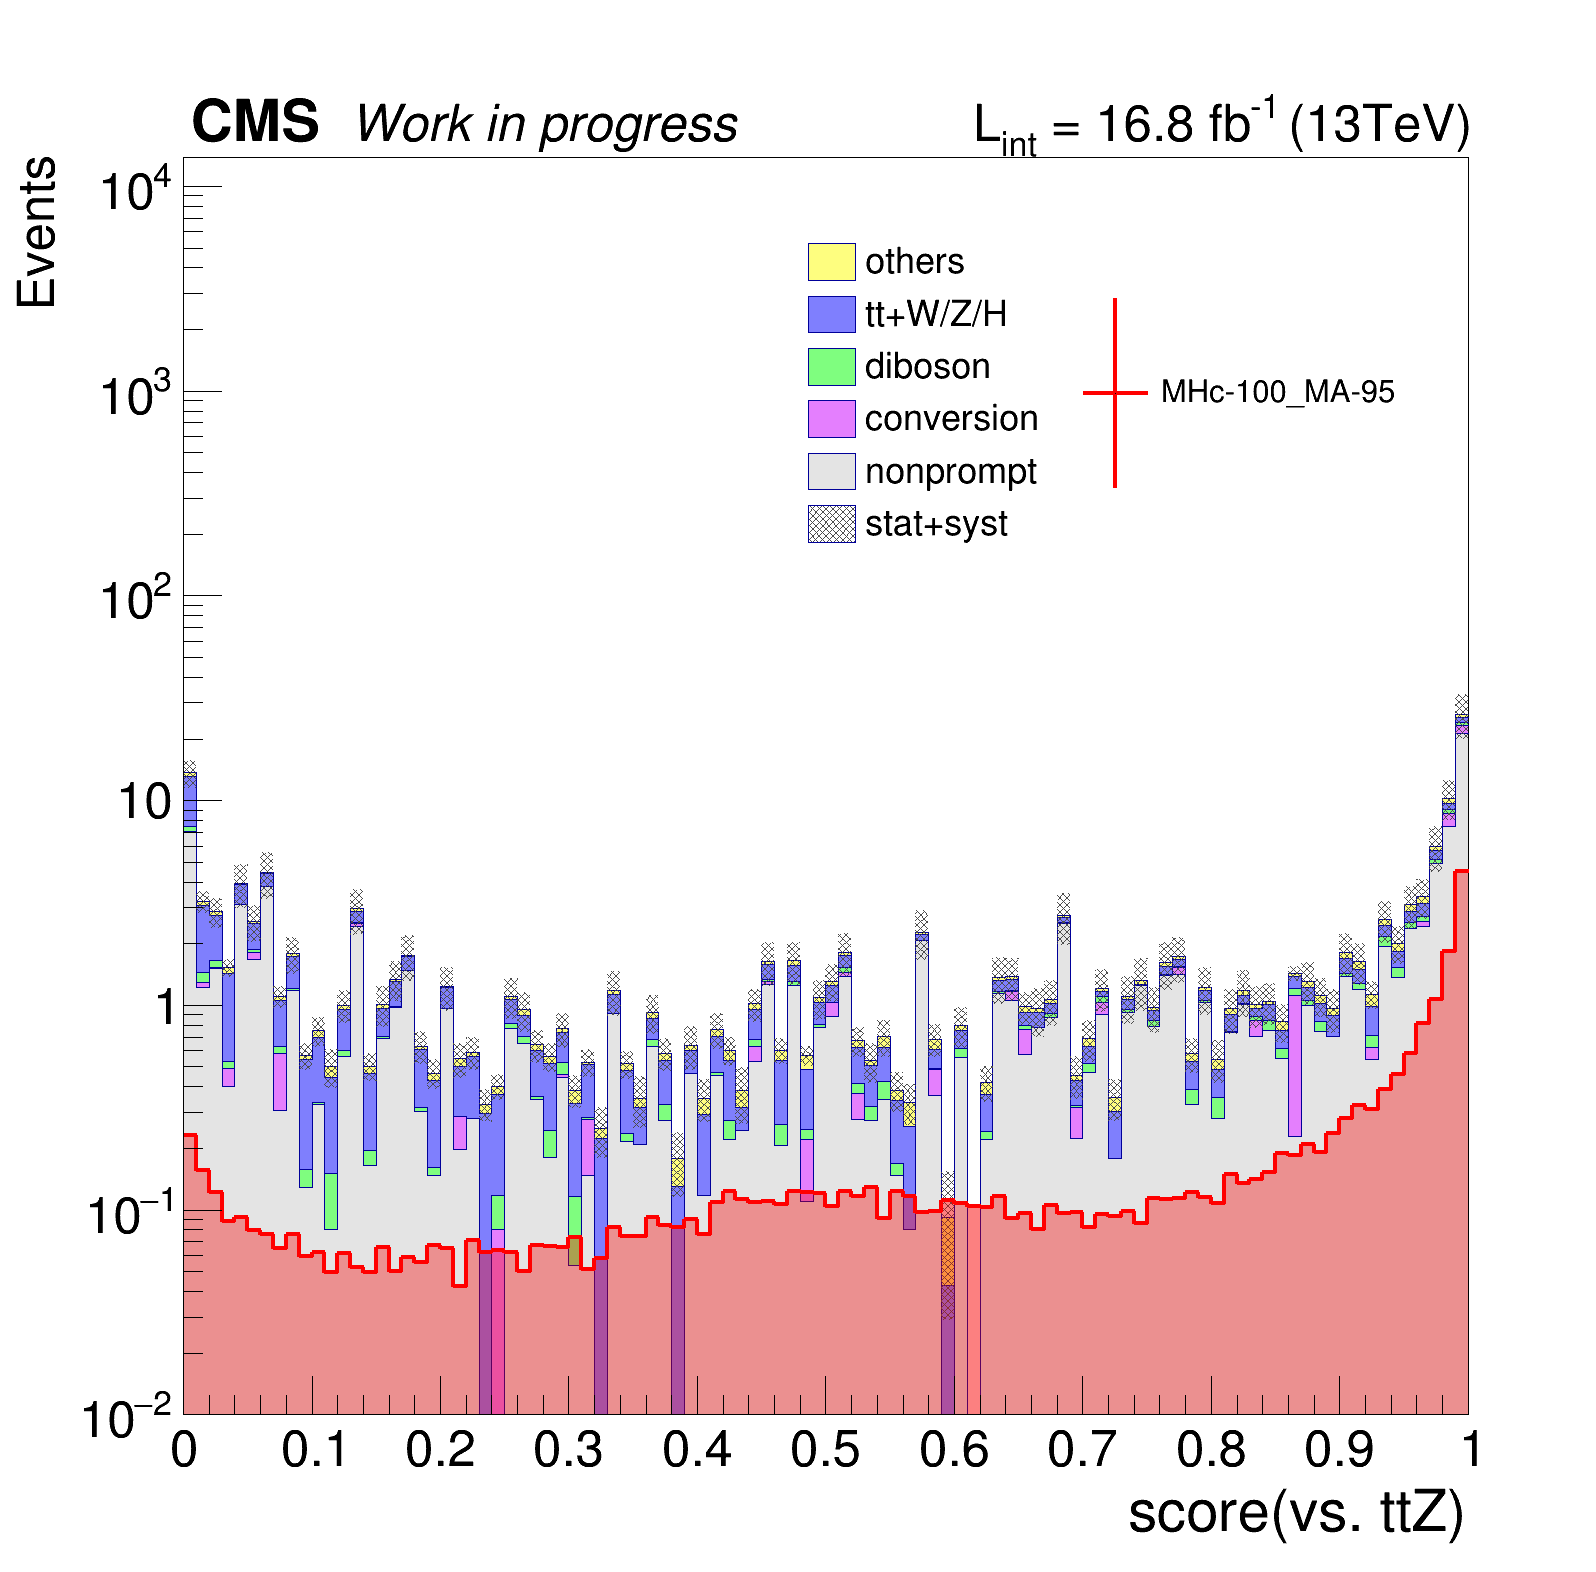 CMS Work in progress
L_int = 16.8 fb^-1 (13TeV)
Events
10^4
10^3
10^2
10
1
10^−1
10^−2
others
tt+W/Z/H
diboson
conversion
nonprompt
stat+syst
MHc-100_MA-95
0 0.1 0.2 0.3 0.4 0.5 0.6 0.7 0.8 0.9 1
score(vs. ttZ)